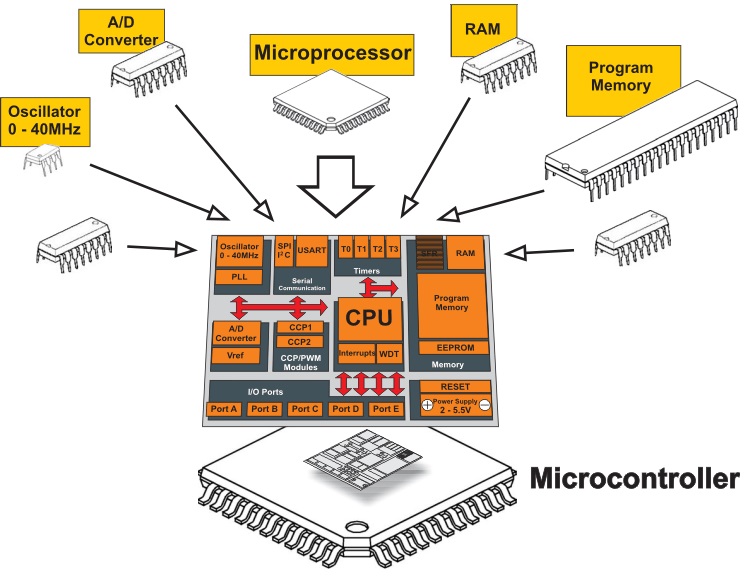 A/D
Converter
Microprocessor
RAM
Program
Memory
Oscillator
0 - 40MHz
Oscillator
0 - 40MHz
PLL
SPI
I²C
USART
Serial
Communication
T0 T1 T2 T3
Timers
SFR
RAM
Program
Memory
EEPROM
Memory
A/D
Converter
Vref
CCP1
CCP2
CCP/PWM
Modules
CPU
Interrupts WDT
I/O Ports
Port A Port B Port C Port D Port E
RESET
Power Supply
+ 2 - 5.5V −
Microcontroller